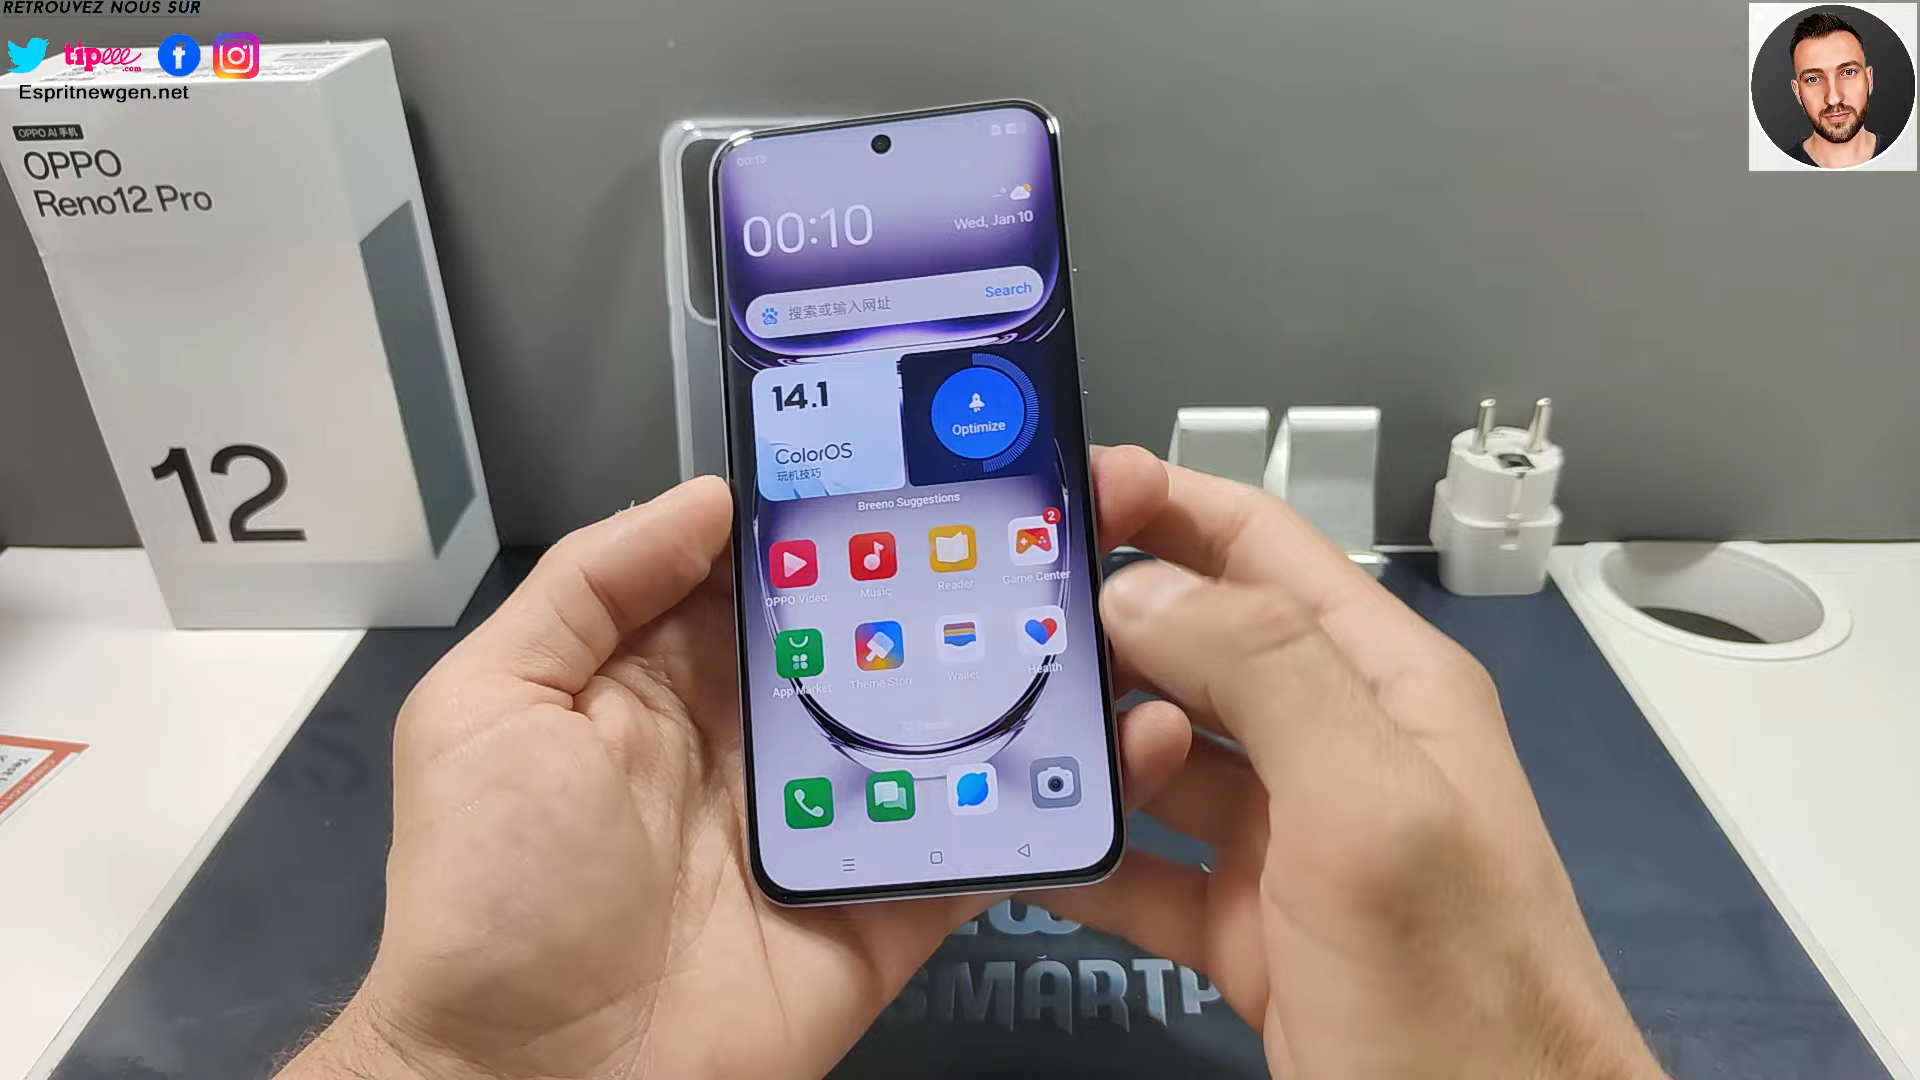 RETROUVEZ NOUS SUR
tipeee
.com
Espritnewgen.net
OPPO AI 手机
OPPO
Reno12 Pro
12
00:10
00:10
Wed, Jan 10
搜索或输入网址
Search
14.1
ColorOS
玩机技巧
Optimize
Breeno Suggestions
OPPO Video
Music
Reader
Game Center
2
App Market
Theme Store
Wallet
Health
SMARTP